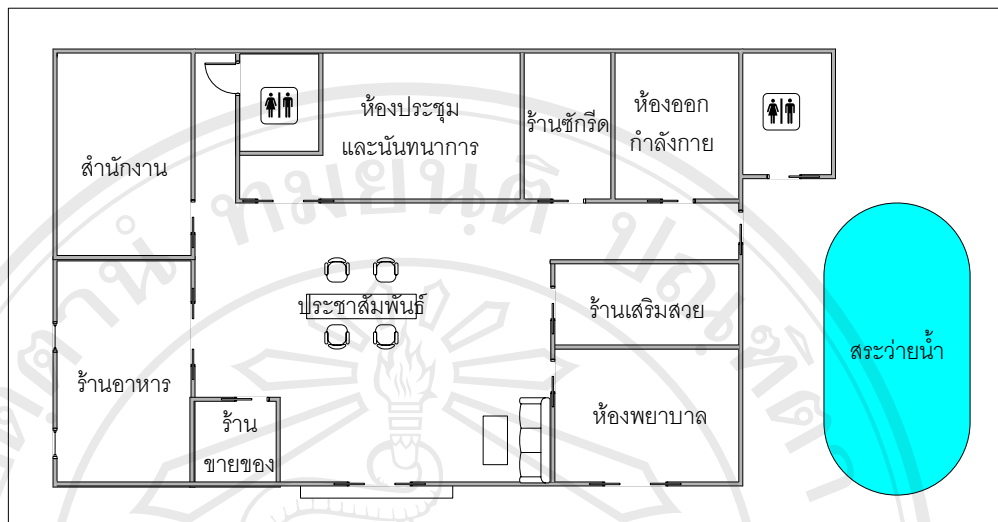 ห้องประชุม
และนันทนาการ
ร้านซักรีด
ห้องออก
กำลังกาย
สำนักงาน
ประชาสัมพันธ์
ร้านเสริมสวย
สระว่ายน้ำ
ร้านอาหาร
ห้องพยาบาล
ร้าน
ขายของ